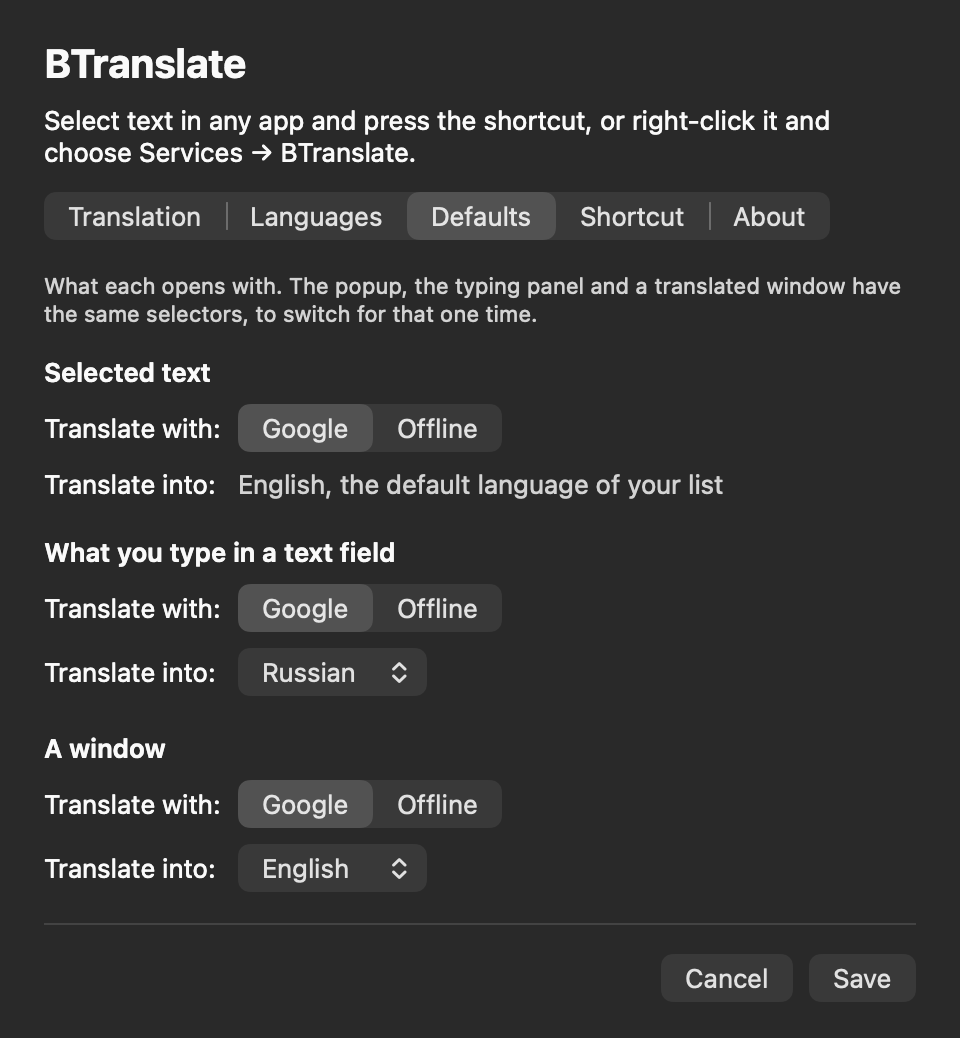 BTranslate
Select text in any app and press the shortcut, or right-click it and
choose Services → BTranslate.
Translation Languages Defaults Shortcut About
What each opens with. The popup, the typing panel and a translated window have
the same selectors, to switch for that one time.
Selected text
Translate with: Google Offline
Translate into: English, the default language of your list
What you type in a text field
Translate with: Google Offline
Translate into: Russian
A window
Translate with: Google Offline
Translate into: English
Cancel Save